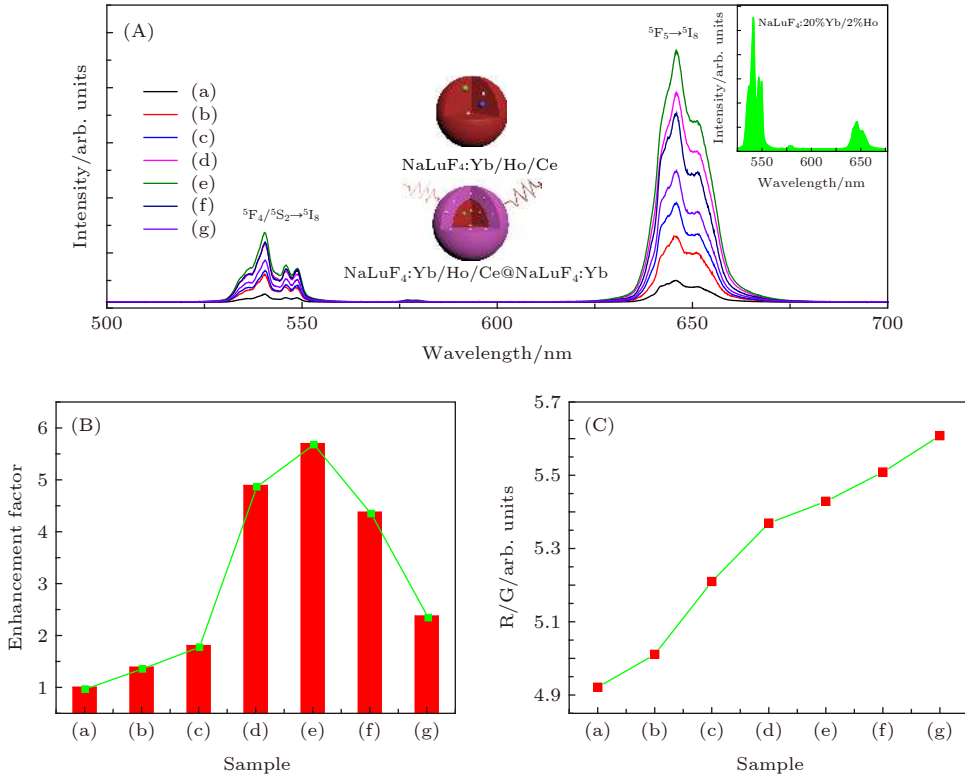 (A)
⁵F₅→⁵I₈
NaLuF₄:20%Yb/2%Ho
Intensity/arb. units
550 600 650
Wavelength/nm
Intensity/arb. units
(a)
(b)
(c)
(d)
(e)
(f)
(g)
NaLuF₄:Yb/Ho/Ce
⁵F₄/⁵S₂→⁵I₈
NaLuF₄:Yb/Ho/Ce@NaLuF₄:Yb
500 550 600 650 700
Wavelength/nm
(B)
Enhancement factor
6
5
4
3
2
1
(a) (b) (c) (d) (e) (f) (g)
Sample
(C)
R/G/arb. units
5.7
5.5
5.3
5.1
4.9
(a) (b) (c) (d) (e) (f) (g)
Sample